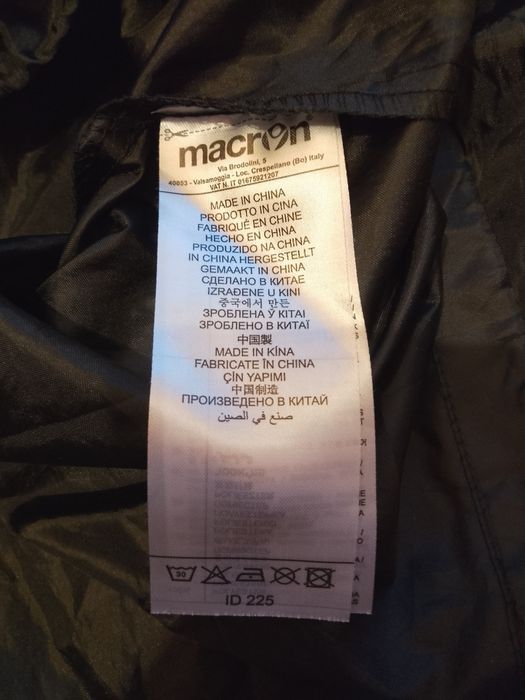 macron
Via Brodolini, 5
40053 - Valsamoggia - Loc. Crespellano (Bo) Italy
VAT N. IT 01675921207
MADE IN CHINA
PRODOTTO IN CINA
FABRIQUÉ EN CHINE
HECHO EN CHINA
PRODUZIDO NA CHINA
IN CHINA HERGESTELLT
GEMAAKT IN CHINA
СДЕЛАНО В КИТАЕ
IZRAĐENE U KINI
중국에서 만든
ЗРОБЛЕНА Ў КІТАІ
ЗРОБЛЕНО В КИТАЇ
中国製
MADE IN KÍNA
FABRICATE ÎN CHINA
ÇİN YAPIMI
中国制造
ПРОИЗВЕДЕНО В КИТАЙ
صنع في الصين
30
ID 225